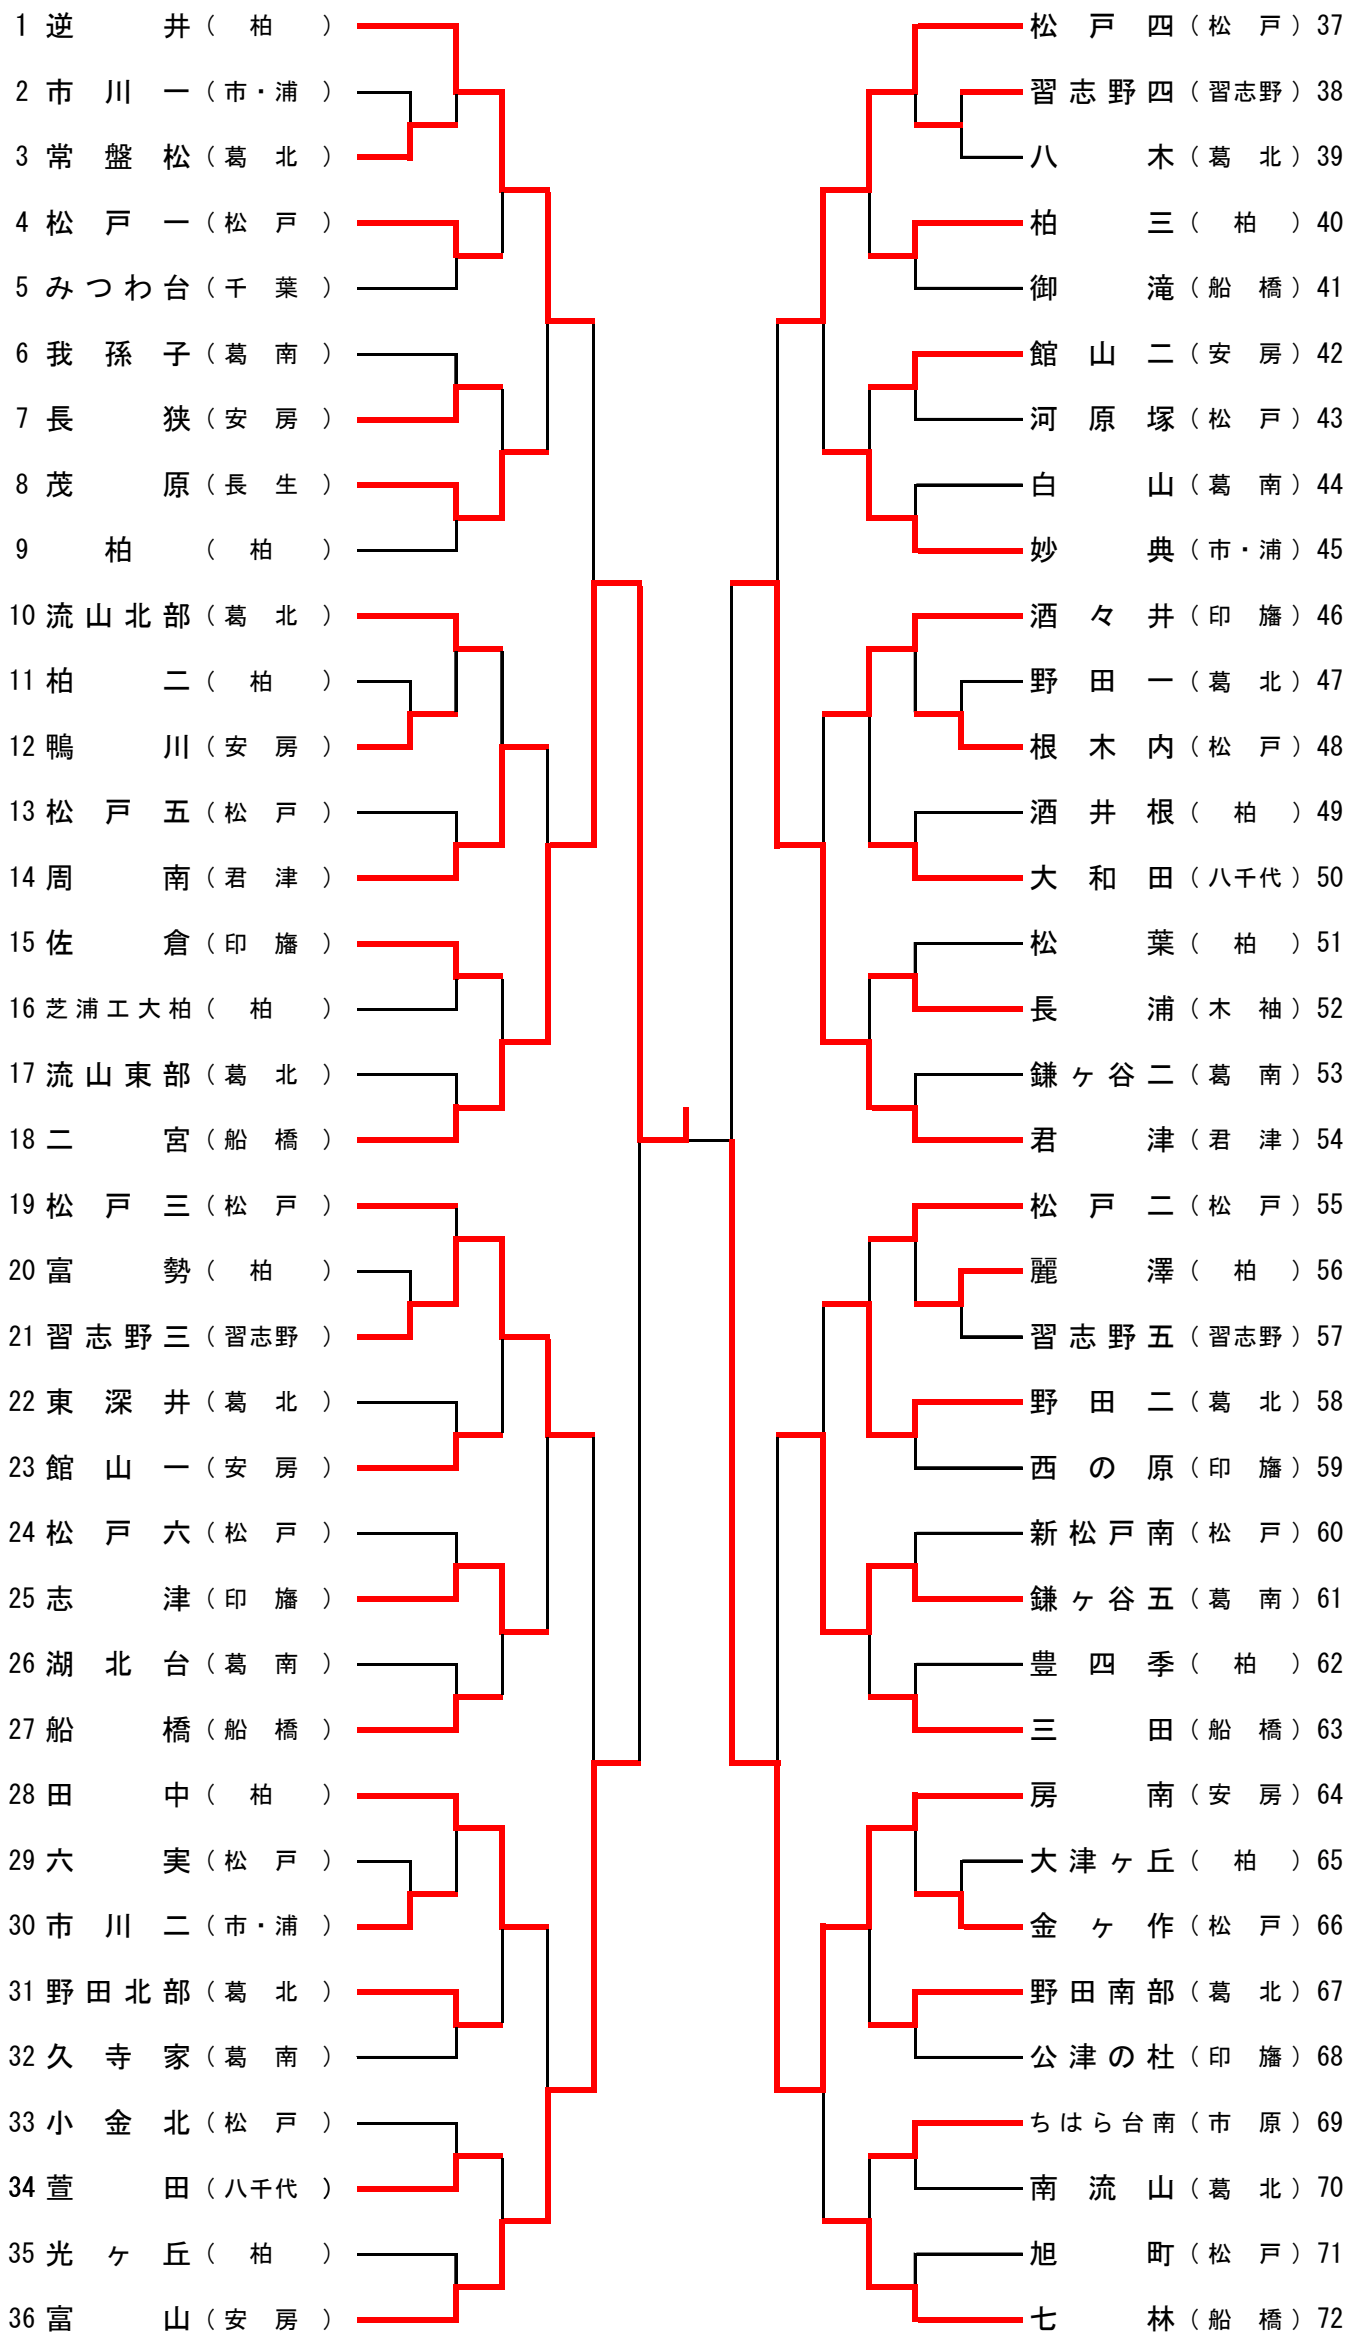 1 逆井 （ 柏 ）
2 市川一 （ 市・浦 ）
3 常盤松 （ 葛北 ）
4 松戸一 （ 松戸 ）
5 みつわ台 （ 千葉 ）
6 我孫子 （ 葛南 ）
7 長狭 （ 安房 ）
8 茂原 （ 長生 ）
9 柏 （ 柏 ）
10 流山北部 （ 葛北 ）
11 柏二 （ 柏 ）
12 鴨川 （ 安房 ）
13 松戸五 （ 松戸 ）
14 周南 （ 君津 ）
15 佐倉 （ 印旛 ）
16 芝浦工大柏 （ 柏 ）
17 流山東部 （ 葛北 ）
18 二宮 （ 船橋 ）
19 松戸三 （ 松戸 ）
20 富勢 （ 柏 ）
21 習志野三 （ 習志野 ）
22 東深井 （ 葛北 ）
23 館山一 （ 安房 ）
24 松戸六 （ 松戸 ）
25 志津 （ 印旛 ）
26 湖北台 （ 葛南 ）
27 船橋 （ 船橋 ）
28 田中 （ 柏 ）
29 六実 （ 松戸 ）
30 市川二 （ 市・浦 ）
31 野田北部 （ 葛北 ）
32 久寺家 （ 葛南 ）
33 小金北 （ 松戸 ）
34 萱田 （ 八千代 ）
35 光ヶ丘 （ 柏 ）
36 富山 （ 安房 ）
松戸四 （ 松戸 ） 37
習志野四 （ 習志野 ） 38
八木 （ 葛北 ） 39
柏三 （ 柏 ） 40
御滝 （ 船橋 ） 41
館山二 （ 安房 ） 42
河原塚 （ 松戸 ） 43
白山 （ 葛南 ） 44
妙典 （ 市・浦 ） 45
酒々井 （ 印旛 ） 46
野田一 （ 葛北 ） 47
根木内 （ 松戸 ） 48
酒井根 （ 柏 ） 49
大和田 （ 八千代 ） 50
松葉 （ 柏 ） 51
長浦 （ 木袖 ） 52
鎌ヶ谷二 （ 葛南 ） 53
君津 （ 君津 ） 54
松戸二 （ 松戸 ） 55
麗澤 （ 柏 ） 56
習志野五 （ 習志野 ） 57
野田二 （ 葛北 ） 58
西の原 （ 印旛 ） 59
新松戸南 （ 松戸 ） 60
鎌ヶ谷五 （ 葛南 ） 61
豊四季 （ 柏 ） 62
三田 （ 船橋 ） 63
房南 （ 安房 ） 64
大津ヶ丘 （ 柏 ） 65
金ヶ作 （ 松戸 ） 66
野田南部 （ 葛北 ） 67
公津の杜 （ 印旛 ） 68
ちはら台南 （ 市原 ） 69
南流山 （ 葛北 ） 70
旭町 （ 松戸 ） 71
七林 （ 船橋 ） 72